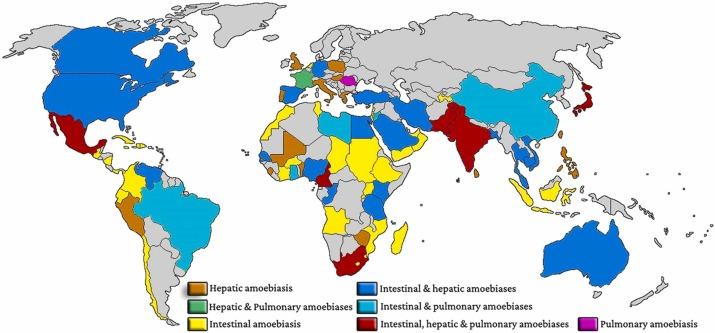 Hepatic amoebiasis
Intestinal & hepatic amoebiases
Hepatic & Pulmonary amoebiases
Intestinal & pulmonary amoebiases
Intestinal amoebiasis
Intestinal, hepatic & pulmonary amoebiases
Pulmonary amoebiasis